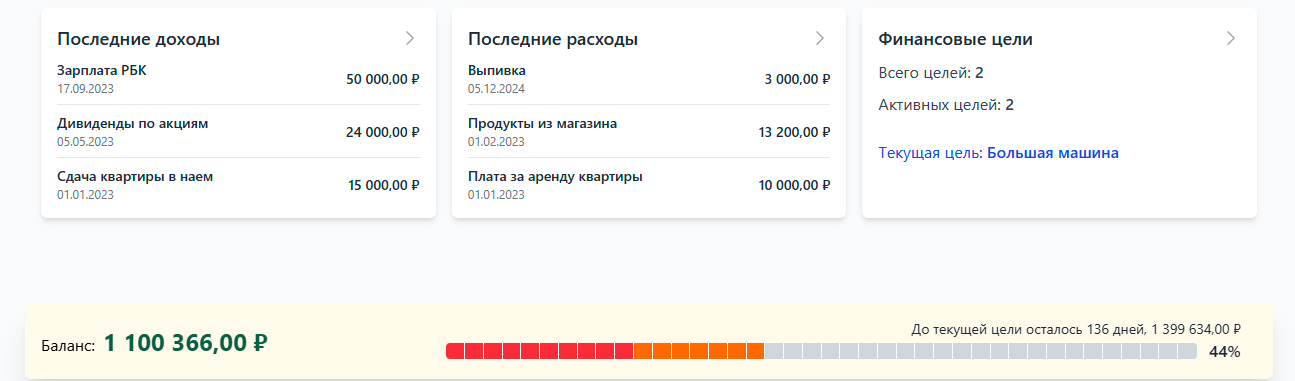 Последние доходы
Зарплата РБК
17.09.2023
50 000,00 ₽
Дивиденды по акциям
05.05.2023
24 000,00 ₽
Сдача квартиры в наем
01.01.2023
15 000,00 ₽
Последние расходы
Выпивка
05.12.2024
3 000,00 ₽
Продукты из магазина
01.02.2023
13 200,00 ₽
Плата за аренду квартиры
01.01.2023
10 000,00 ₽
Финансовые цели
Всего целей: 2
Активных целей: 2
Текущая цель: Большая машина
Баланс: 1 100 366,00 ₽
До текущей цели осталось 136 дней, 1 399 634,00 ₽
44%